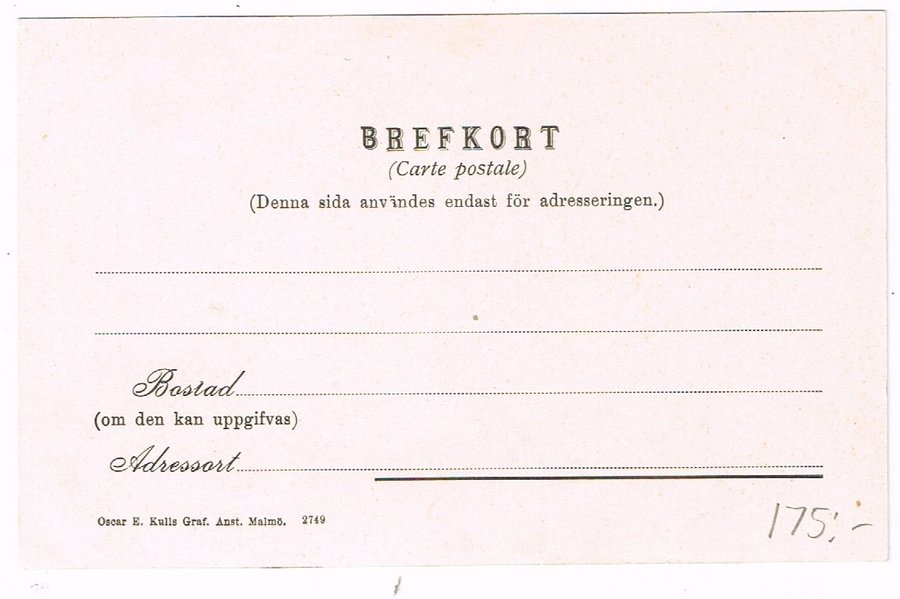 BREFKORT
(Carte postale)
(Denna sida användes endast för adresseringen.)
Bostad
(om den kan uppgifvas)
Adressort
Oscar E. Kulls Graf. Anst. Malmö. 2749
175:-